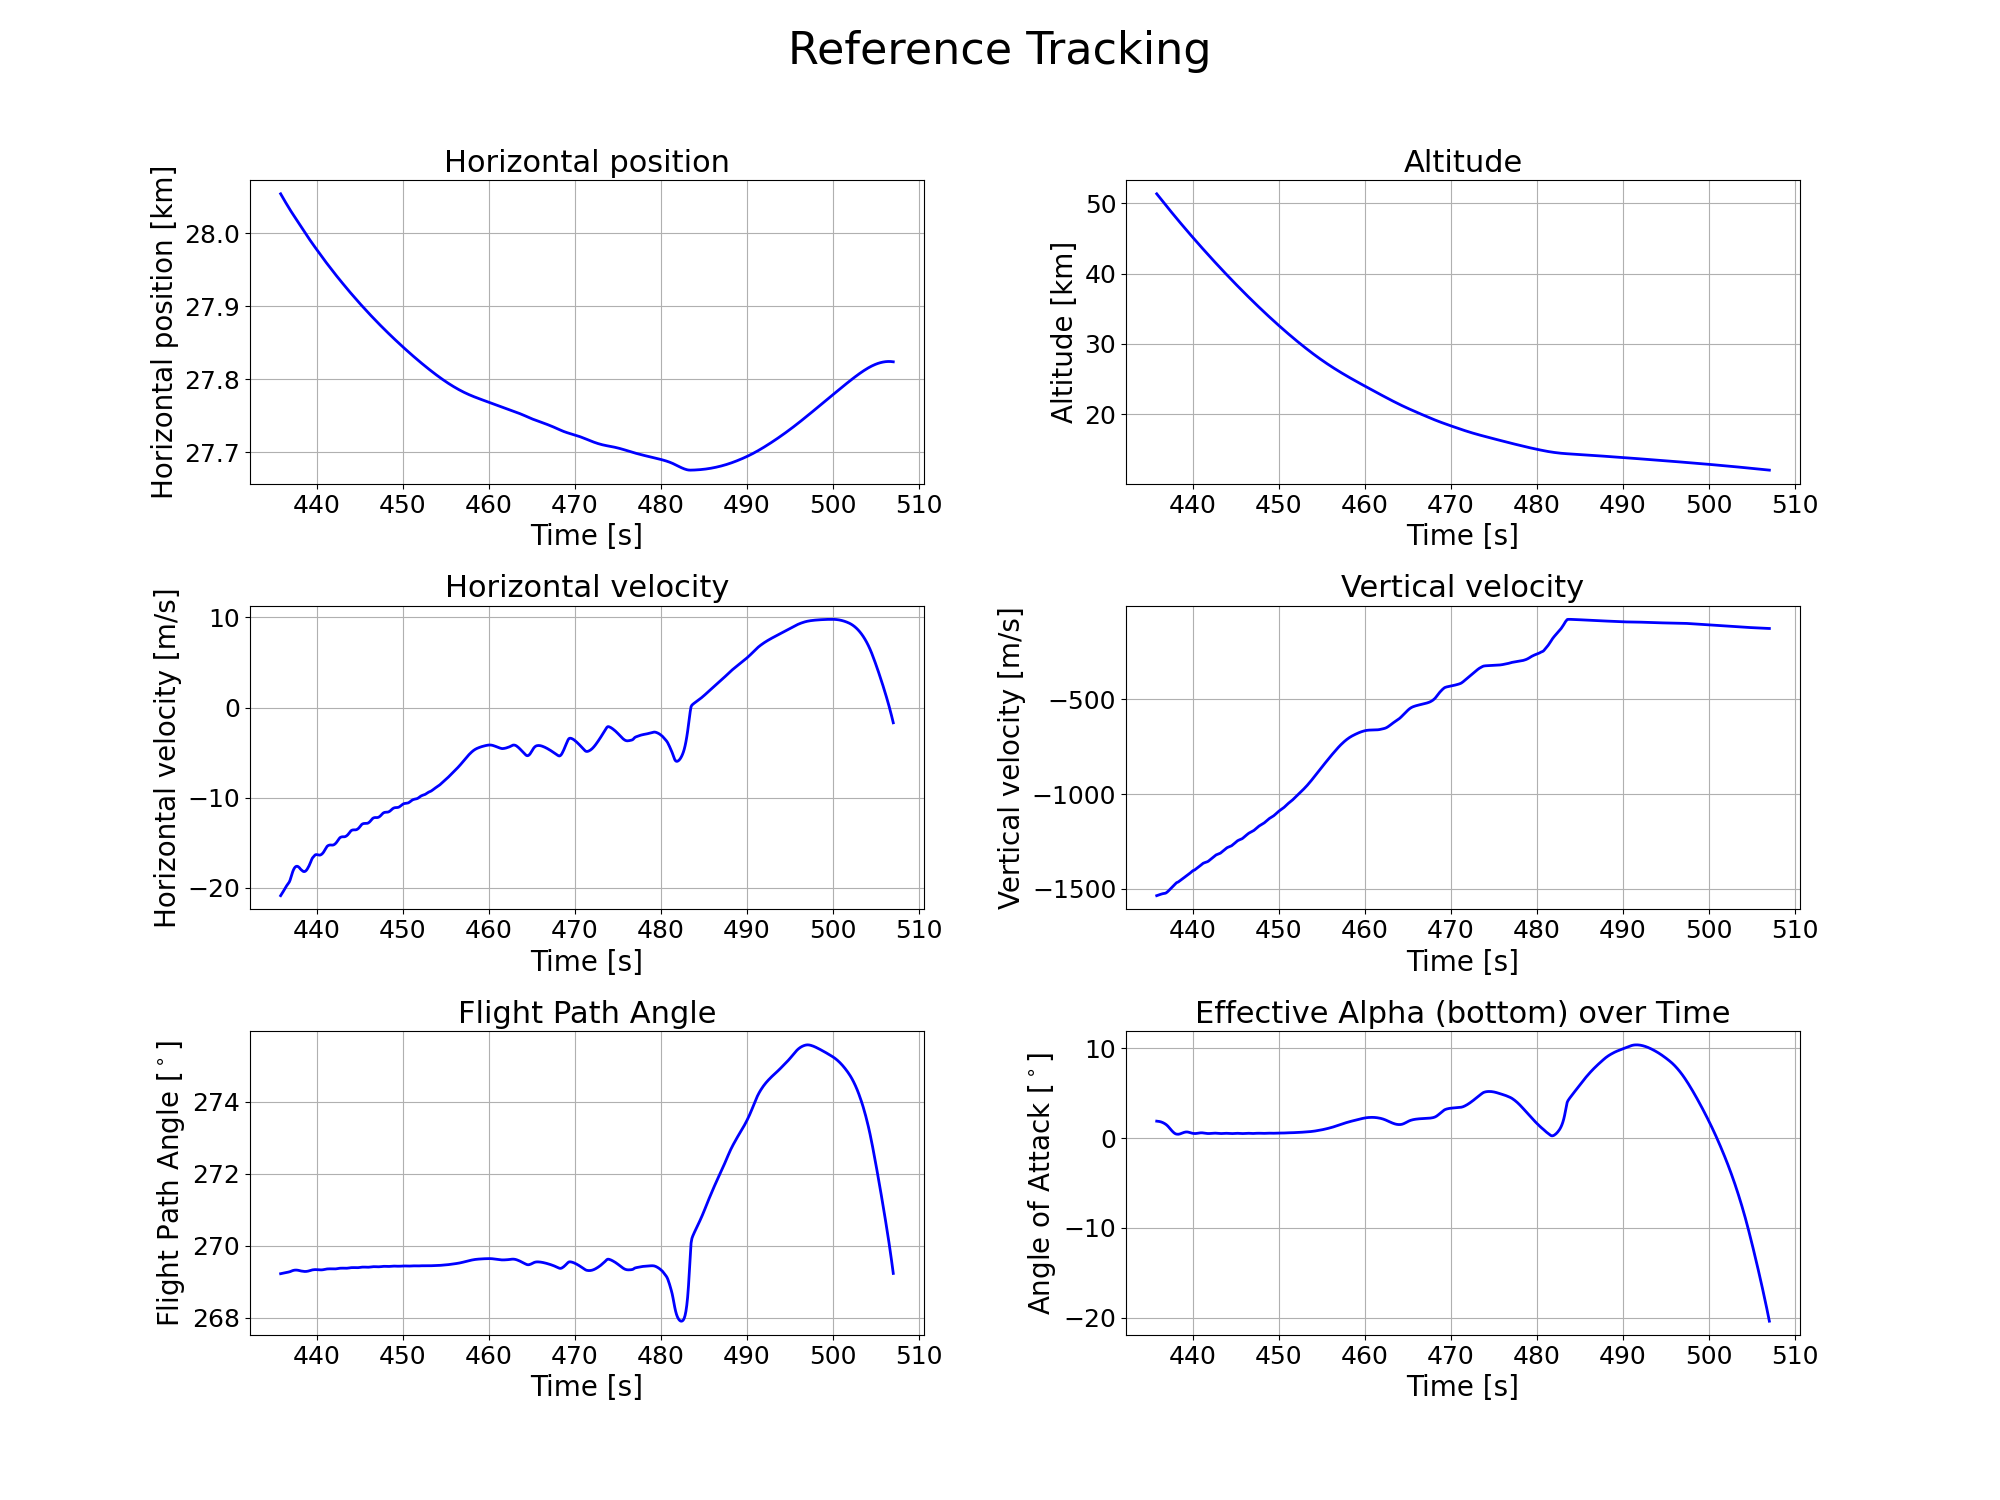 Reference Tracking
Horizontal position
Horizontal position [km]
28.0
27.9
27.8
27.7
440 450 460 470 480 490 500 510
Time [s]
Altitude
Altitude [km]
50
40
30
20
440 450 460 470 480 490 500 510
Time [s]
Horizontal velocity
Horizontal velocity [m/s]
10
0
−10
−20
440 450 460 470 480 490 500 510
Time [s]
Vertical velocity
Vertical velocity [m/s]
−500
−1000
−1500
440 450 460 470 480 490 500 510
Time [s]
Flight Path Angle
Flight Path Angle [°]
274
272
270
268
440 450 460 470 480 490 500 510
Time [s]
Effective Alpha (bottom) over Time
Angle of Attack [°]
10
0
−10
−20
440 450 460 470 480 490 500 510
Time [s]